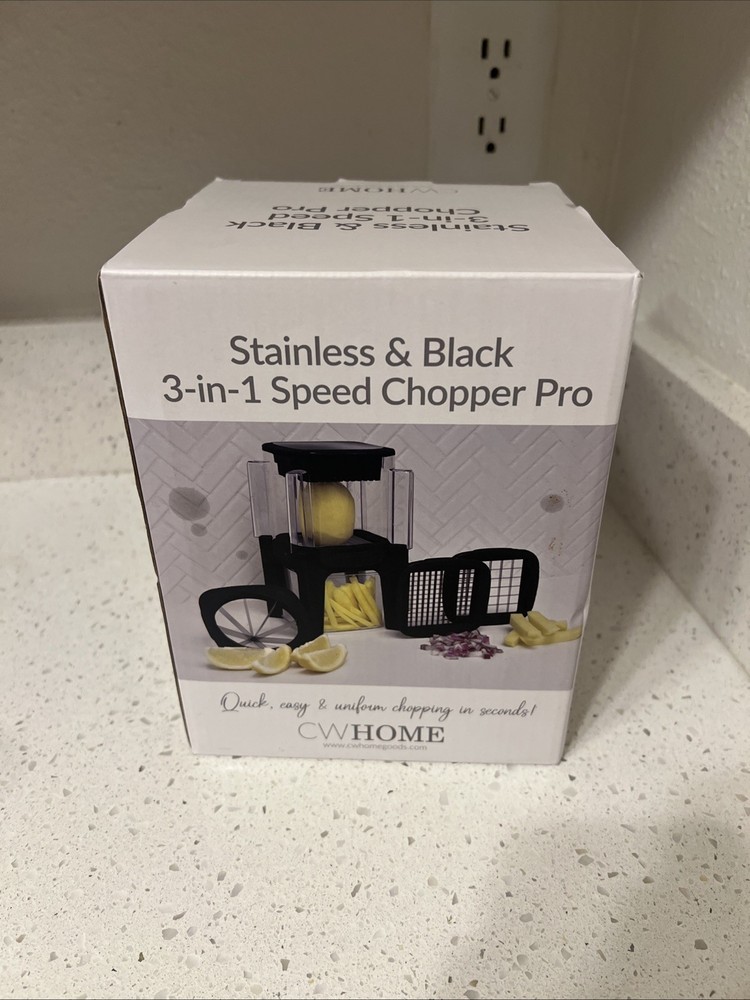 CWHOME
Stainless & Black
3-in-1 Speed
Chopper Pro
Stainless & Black
3-in-1 Speed Chopper Pro
Quick, easy & uniform chopping in seconds!
CWHOME
www.cwhomegoods.com